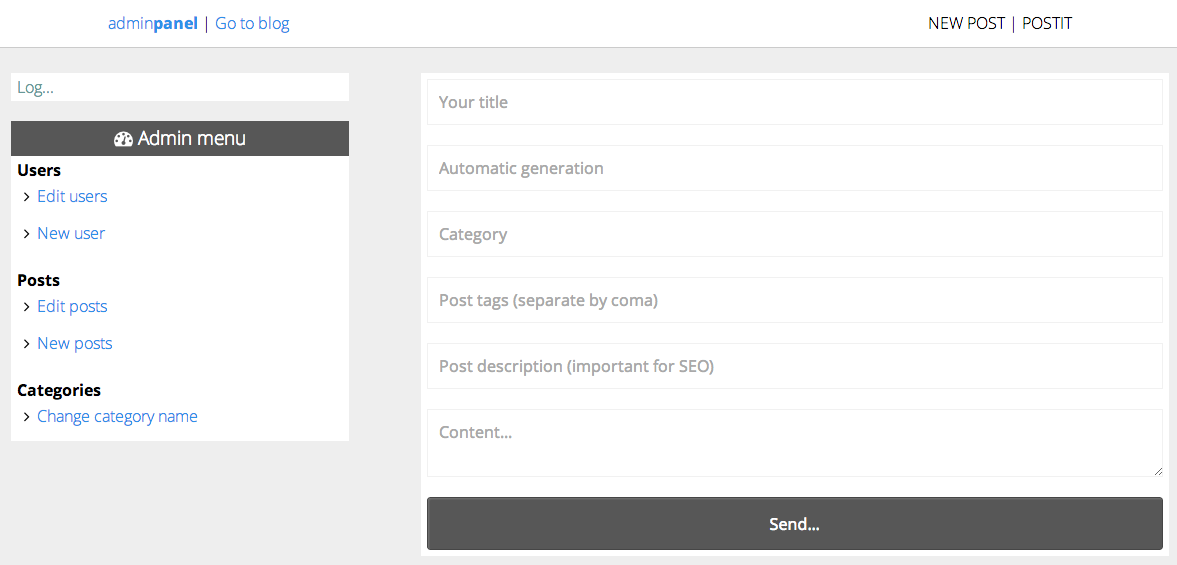 adminpanel | Go to blog
NEW POST | POSTIT
Log...
Admin menu
Users
Edit users
New user
Posts
Edit posts
New posts
Categories
Change category name
Your title
Automatic generation
Category
Post tags (separate by coma)
Post description (important for SEO)
Content...
Send...